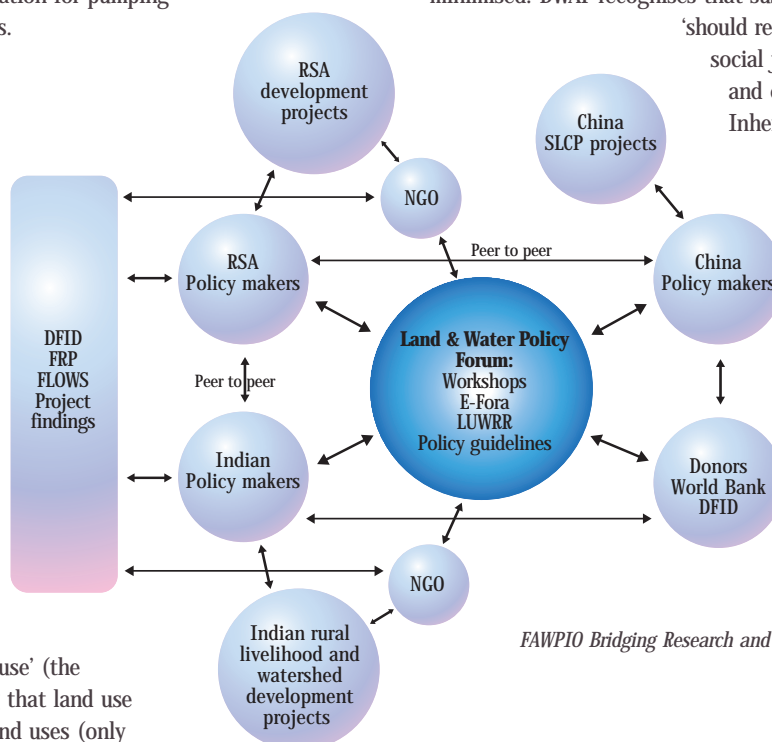 ation for pumping
s.
minimised. DWAF recognises that su
'should re
social j
and
Inhe
RSA
development
projects
NGO
China
SLCP projects
RSA
Policy makers
Peer to peer
China
Policy makers
DFID
FRP
FLOWS
Project
findings
Land & Water Policy
Forum:
Workshops
E-Fora
LUWRR
Policy guidelines
Peer to peer
Indian
Policy makers
Donors
World Bank
DFID
NGO
Indian rural
livelihood and
watershed
development
projects
FAWPIO Bridging Research and
use' (the
that land use
nd uses (only